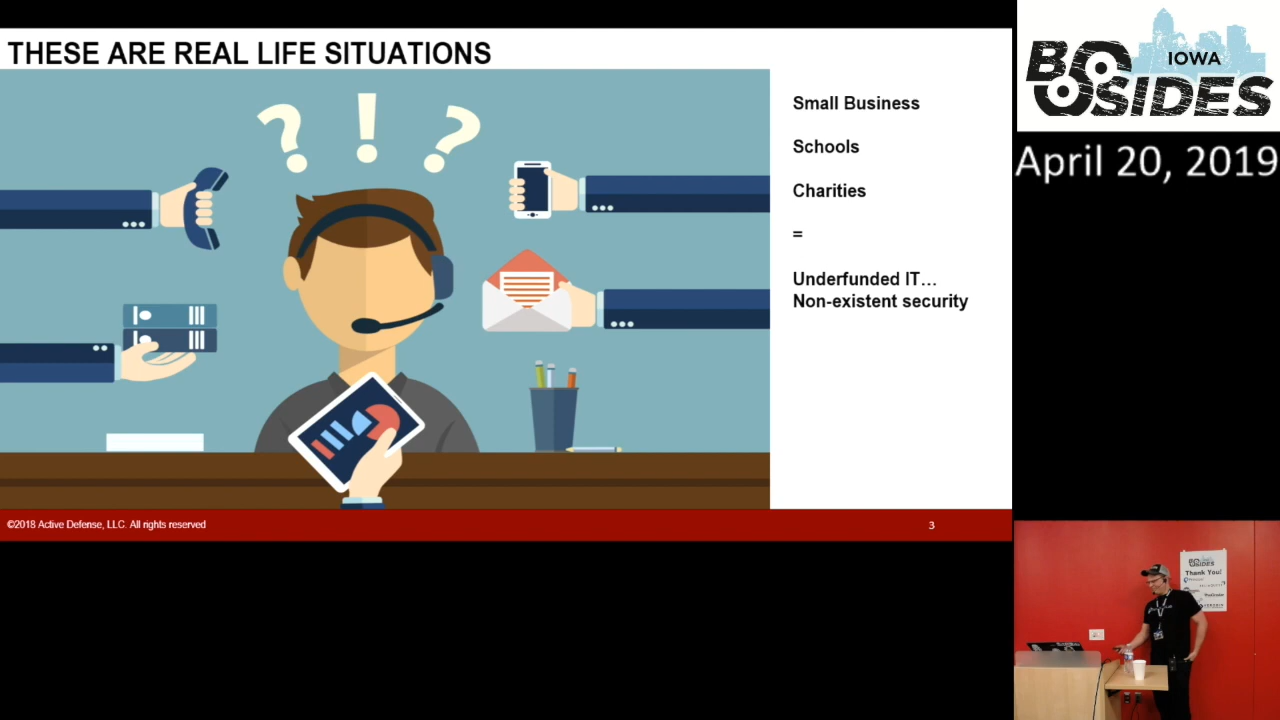 THESE ARE REAL LIFE SITUATIONS
Small Business
Schools
Charities
=
Underfunded IT...
Non-existent security
©2018 Active Defense, LLC. All rights reserved
3
BSIDES
IOWA
April 20, 2019
BSIDES
Thank You!